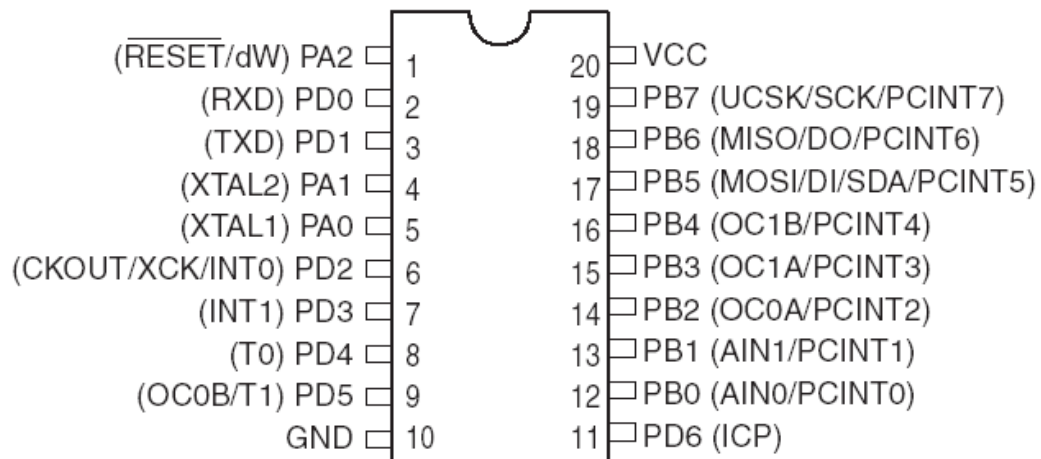 (RESET/dW) PA2 1 20 VCC
(RXD) PD0 2 19 PB7 (UCSK/SCK/PCINT7)
(TXD) PD1 3 18 PB6 (MISO/DO/PCINT6)
(XTAL2) PA1 4 17 PB5 (MOSI/DI/SDA/PCINT5)
(XTAL1) PA0 5 16 PB4 (OC1B/PCINT4)
(CKOUT/XCK/INT0) PD2 6 15 PB3 (OC1A/PCINT3)
(INT1) PD3 7 14 PB2 (OC0A/PCINT2)
(T0) PD4 8 13 PB1 (AIN1/PCINT1)
(OC0B/T1) PD5 9 12 PB0 (AIN0/PCINT0)
GND 10 11 PD6 (ICP)